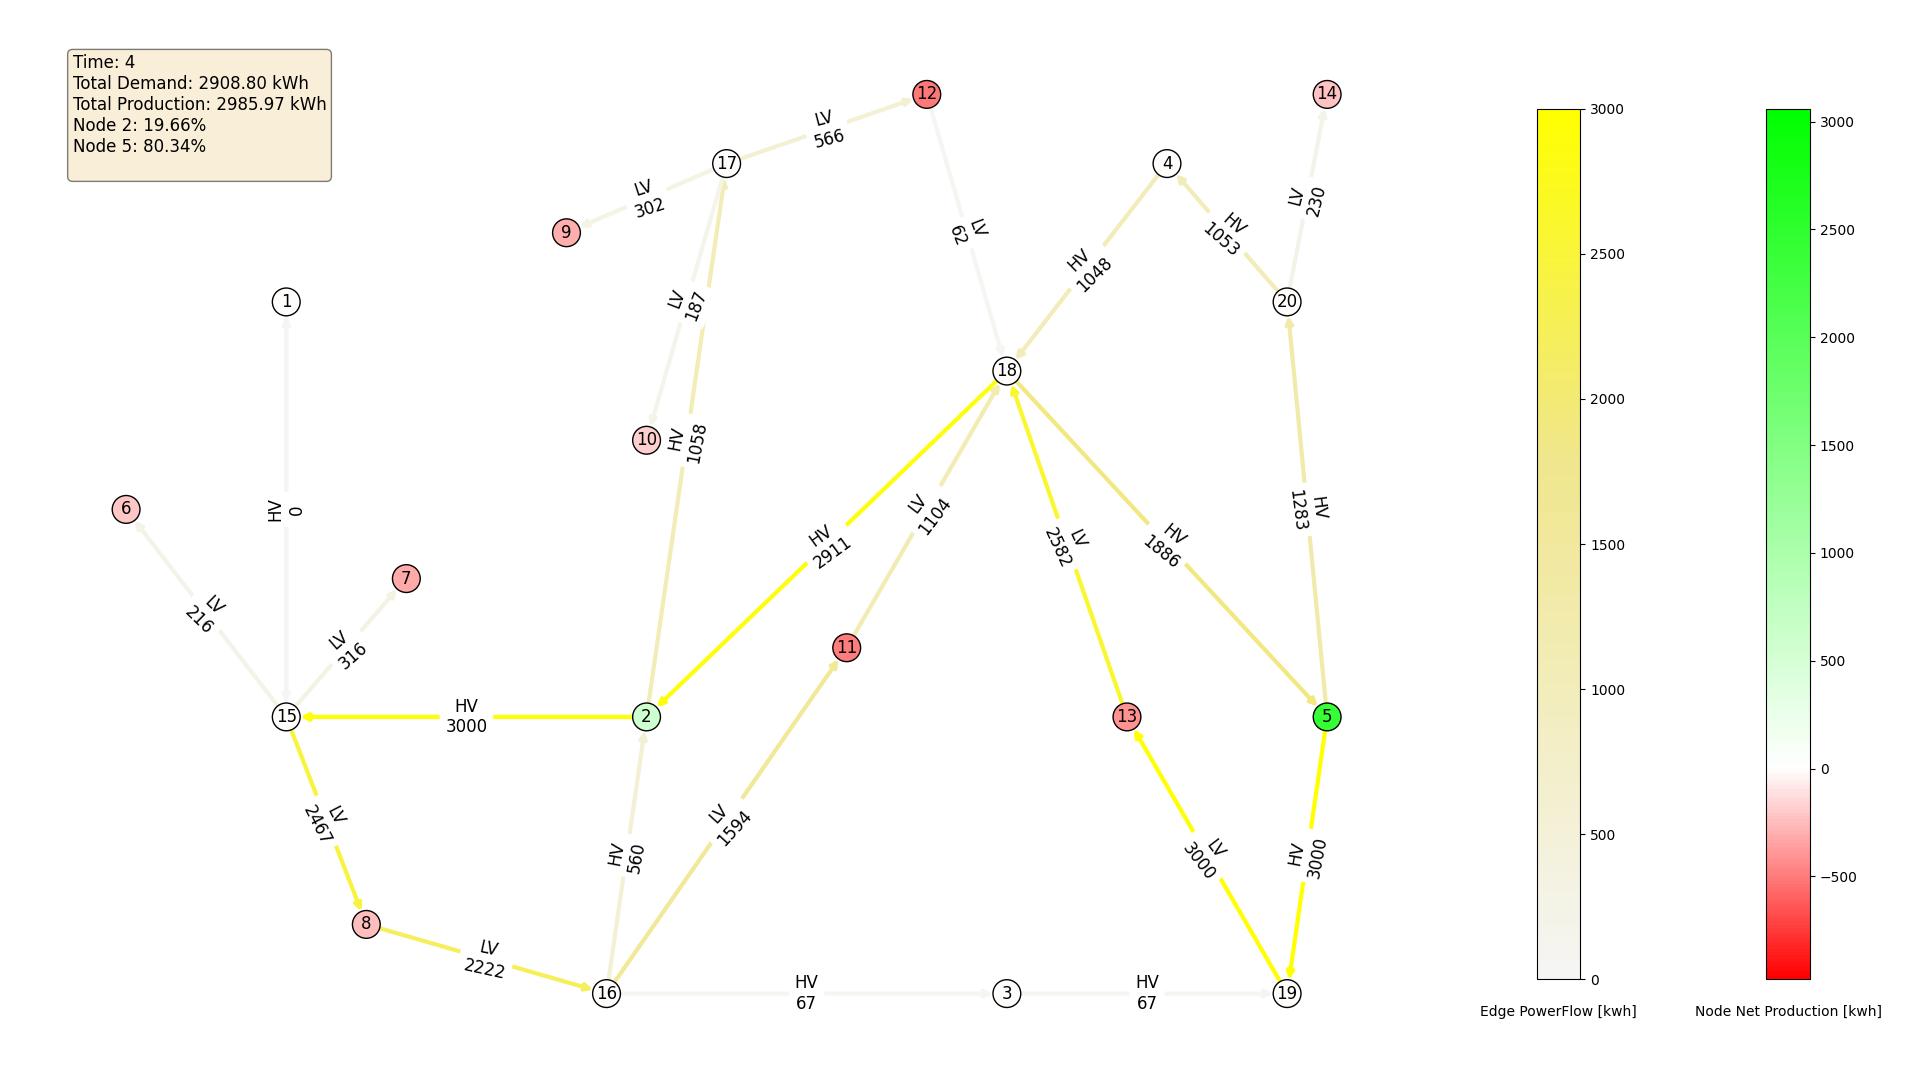 Time: 4
Total Demand: 2908.80 kWh
Total Production: 2985.97 kWh
Node 2: 19.66%
Node 5: 80.34%
12
14
LV
566
17
4
LV
302
LV
230
9
LV
62
HV
1053
HV
1048
1
LV
187
20
18
10
HV
1058
6
HV
0
LV
1104
HV
1283
HV
2911
LV
2582
HV
1886
7
LV
216
LV
316
11
15
HV
3000
2
13
5
LV
2467
LV
1594
HV
560
LV
3000
HV
3000
8
LV
2222
16
HV
67
3
HV
67
19
3000
2500
2000
1500
1000
500
0
Edge PowerFlow [kwh]
3000
2500
2000
1500
1000
500
0
−500
Node Net Production [kwh]